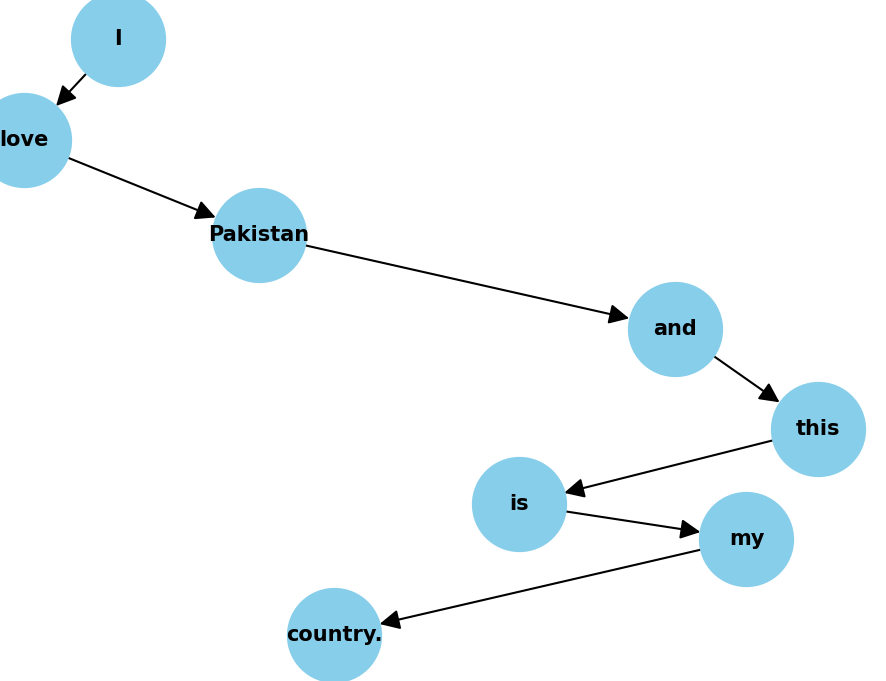 I
love
Pakistan
and
this
is
my
country.